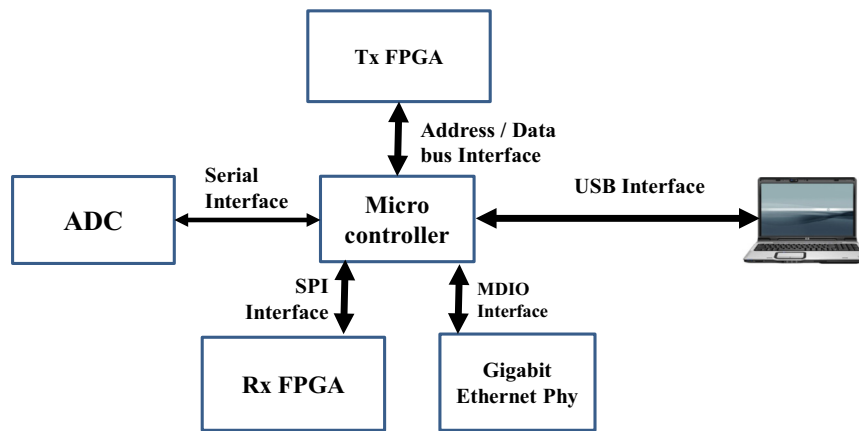 Tx FPGA
Address / Data
bus Interface
Serial
Interface
USB Interface
ADC
Micro
controller
SPI
Interface
MDIO
Interface
Rx FPGA
Gigabit
Ethernet Phy